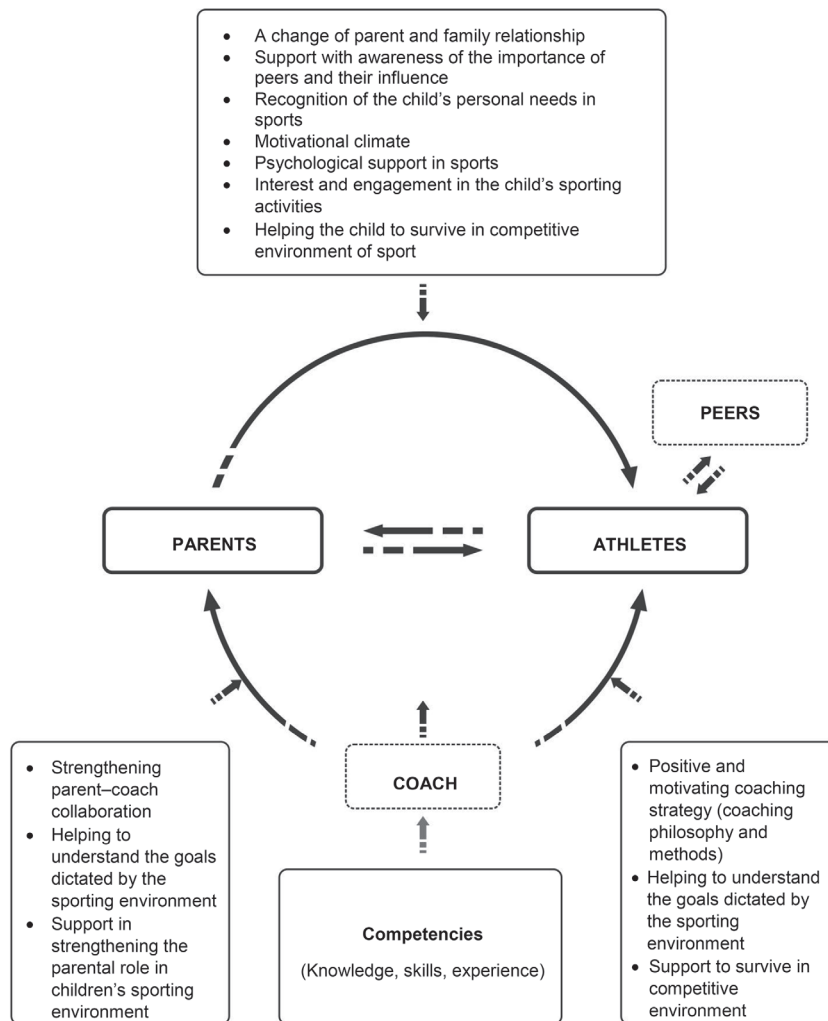 • A change of parent and family relationship
• Support with awareness of the importance of
peers and their influence
• Recognition of the child's personal needs in
sports
• Motivational climate
• Psychological support in sports
• Interest and engagement in the child's sporting
activities
• Helping the child to survive in competitive
environment of sport
PEERS
PARENTS
ATHLETES
COACH
• Strengthening
parent–coach
collaboration
• Helping to
understand the goals
dictated by the
sporting environment
• Support in
strengthening the
parental role in
children's sporting
environment
Competencies
(Knowledge, skills, experience)
• Positive and
motivating coaching
strategy (coaching
philosophy and
methods)
• Helping to understand
the goals dictated by
the sporting
environment
• Support to survive in
competitive
environment